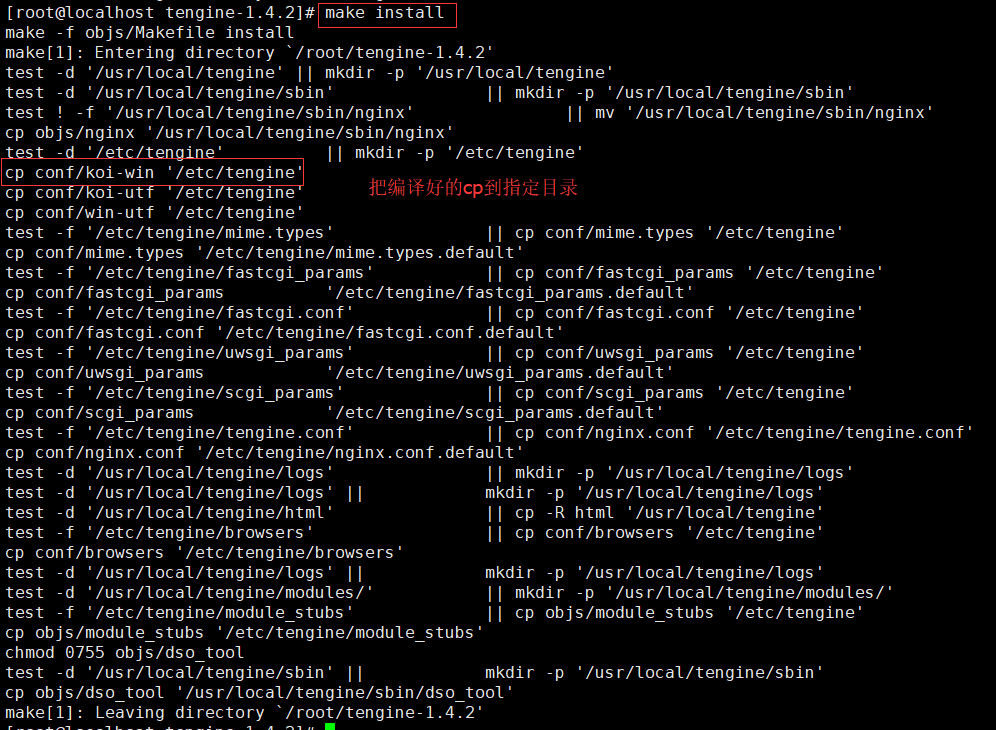 [root@localhost tengine-1.4.2]# make install
make -f objs/Makefile install
make[1]: Entering directory `/root/tengine-1.4.2'
test -d '/usr/local/tengine' || mkdir -p '/usr/local/tengine'
test -d '/usr/local/tengine/sbin'               || mkdir -p '/usr/local/tengine/sbin'
test ! -f '/usr/local/tengine/sbin/nginx'               || mv '/usr/local/tengine/sbin/nginx'
cp objs/nginx '/usr/local/tengine/sbin/nginx'
test -d '/etc/tengine'          || mkdir -p '/etc/tengine'
cp conf/koi-win '/etc/tengine'
把编译好的cp到指定目录
cp conf/koi-utf '/etc/tengine'
cp conf/win-utf '/etc/tengine'
test -f '/etc/tengine/mime.types'               || cp conf/mime.types '/etc/tengine'
cp conf/mime.types '/etc/tengine/mime.types.default'
test -f '/etc/tengine/fastcgi_params'           || cp conf/fastcgi_params '/etc/tengine'
cp conf/fastcgi_params          '/etc/tengine/fastcgi_params.default'
test -f '/etc/tengine/fastcgi.conf'             || cp conf/fastcgi.conf '/etc/tengine'
cp conf/fastcgi.conf '/etc/tengine/fastcgi.conf.default'
test -f '/etc/tengine/uwsgi_params'             || cp conf/uwsgi_params '/etc/tengine'
cp conf/uwsgi_params            '/etc/tengine/uwsgi_params.default'
test -f '/etc/tengine/scgi_params'              || cp conf/scgi_params '/etc/tengine'
cp conf/scgi_params             '/etc/tengine/scgi_params.default'
test -f '/etc/tengine/tengine.conf'             || cp conf/nginx.conf '/etc/tengine/tengine.conf'
cp conf/nginx.conf '/etc/tengine/nginx.conf.default'
test -d '/usr/local/tengine/logs'               || mkdir -p '/usr/local/tengine/logs'
test -d '/usr/local/tengine/logs' ||            mkdir -p '/usr/local/tengine/logs'
test -d '/usr/local/tengine/html'               || cp -R html '/usr/local/tengine'
test -f '/etc/tengine/browsers'                 || cp conf/browsers '/etc/tengine'
cp conf/browsers '/etc/tengine/browsers'
test -d '/usr/local/tengine/logs' ||            mkdir -p '/usr/local/tengine/logs'
test -d '/usr/local/tengine/modules/'           || mkdir -p '/usr/local/tengine/modules/'
test -f '/etc/tengine/module_stubs'             || cp objs/module_stubs '/etc/tengine'
cp objs/module_stubs '/etc/tengine/module_stubs'
chmod 0755 objs/dso_tool
test -d '/usr/local/tengine/sbin' ||            mkdir -p '/usr/local/tengine/sbin'
cp objs/dso_tool '/usr/local/tengine/sbin/dso_tool'
make[1]: Leaving directory `/root/tengine-1.4.2'
[root@localhost tengine-1.4.2]#